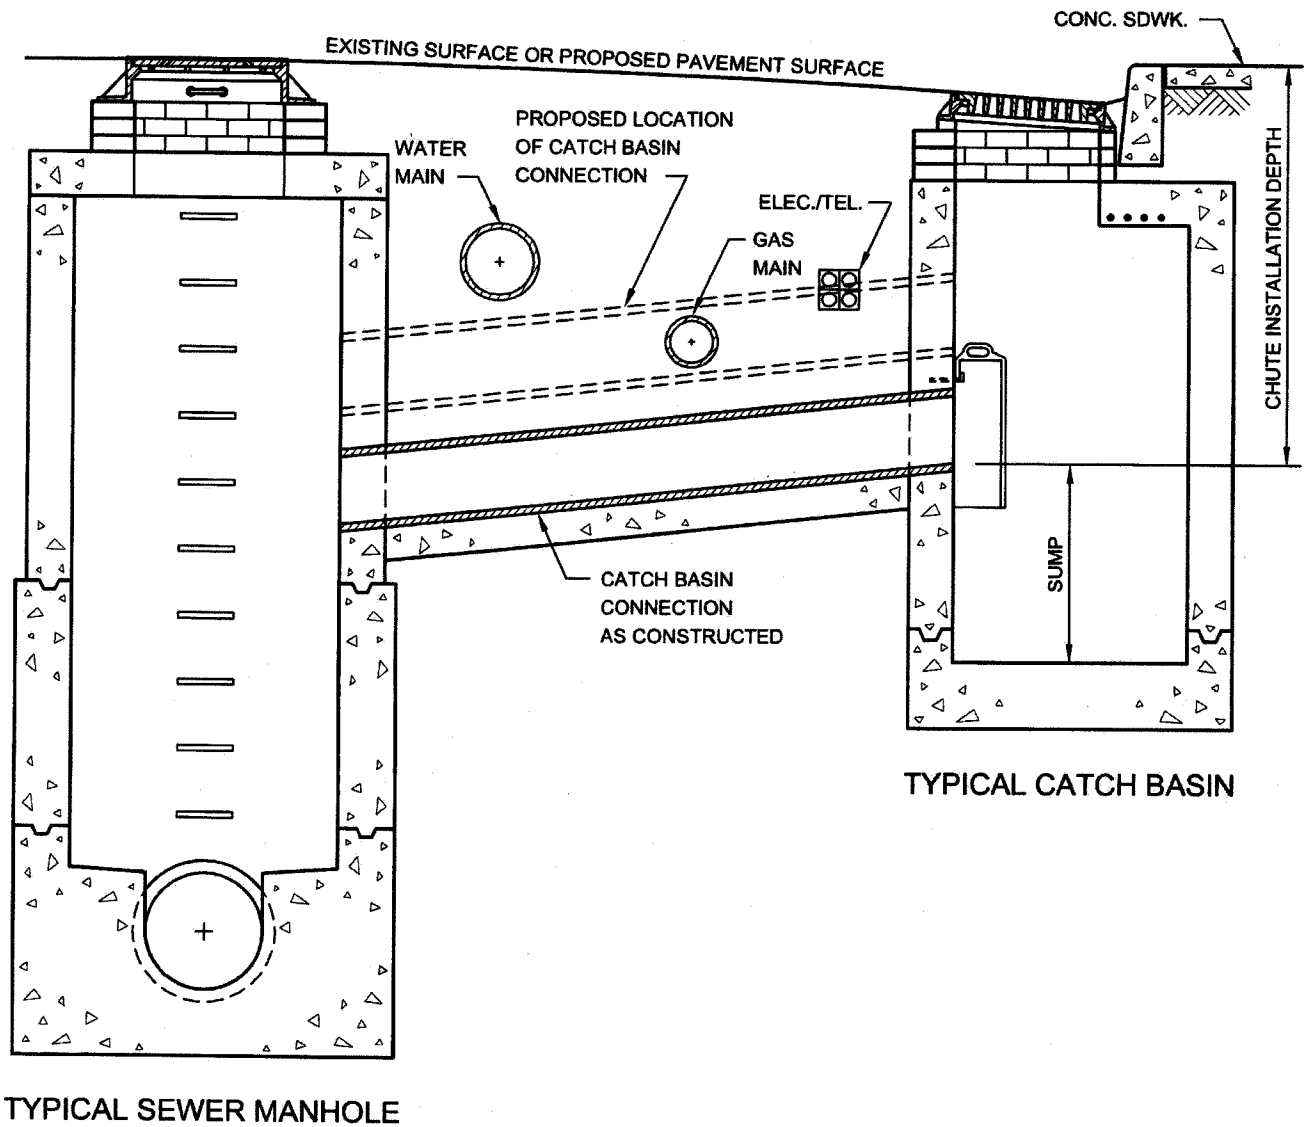 CONC. SDWK.
EXISTING SURFACE OR PROPOSED PAVEMENT SURFACE
PROPOSED LOCATION
OF CATCH BASIN
CONNECTION
WATER
MAIN
ELEC./TEL.
GAS
MAIN
CHUTE INSTALLATION DEPTH
SUMP
CATCH BASIN
CONNECTION
AS CONSTRUCTED
TYPICAL CATCH BASIN
TYPICAL SEWER MANHOLE